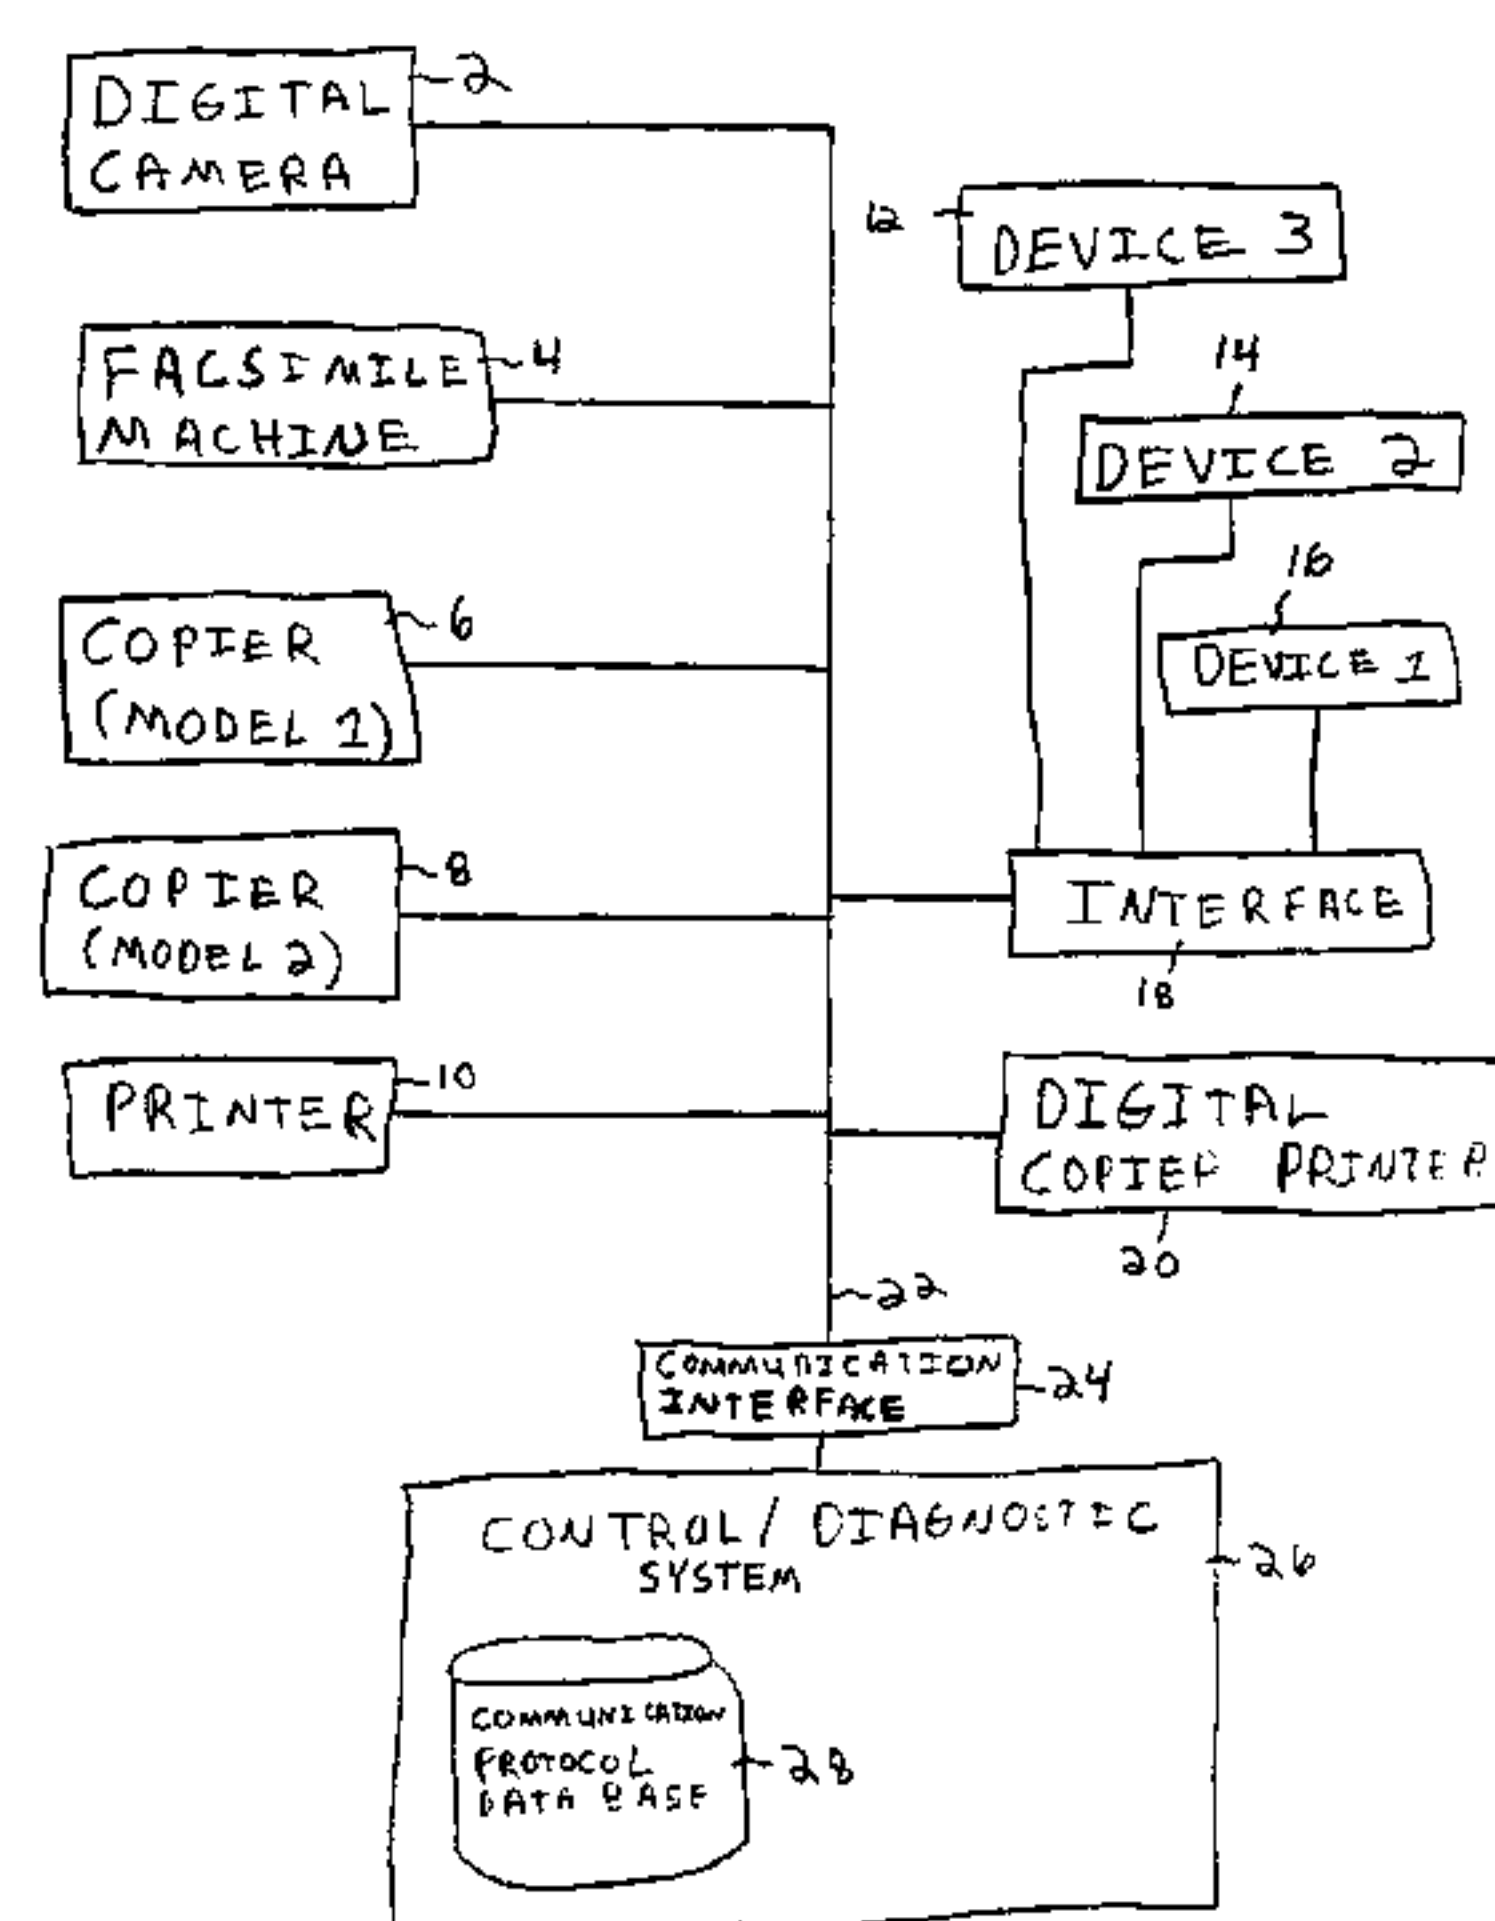 DIGITAL
CAMERA
2
FACSIMILE
MACHINE
4
COPIER
(MODEL 1)
6
COPIER
(MODEL 2)
8
PRINTER
10
12
DEVICE 3
14
DEVICE 2
16
DEVICE 1
INTERFACE
18
DIGITAL
COPIER PRINTER
20
22
COMMUNICATION
INTERFACE
24
CONTROL/DIAGNOSTIC
SYSTEM
26
COMMUNICATION
PROTOCOL
DATA BASE
28